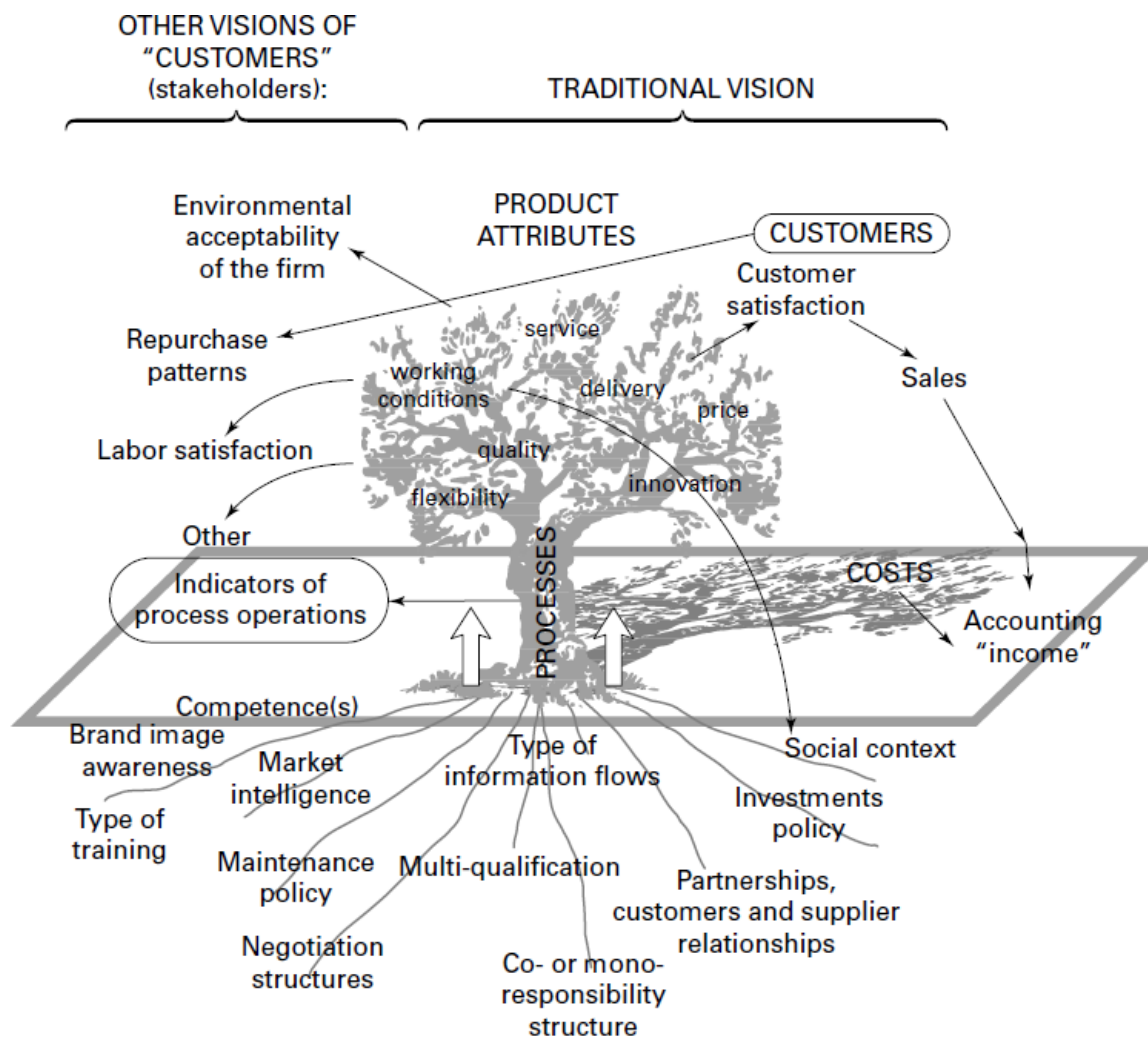 OTHER VISIONS OF
“CUSTOMERS”
(stakeholders):
TRADITIONAL VISION
Environmental
acceptability
of the firm
PRODUCT
ATTRIBUTES
CUSTOMERS
Customer
satisfaction
Repurchase
patterns
service
working
conditions
delivery
price
Sales
Labor satisfaction
quality
flexibility
innovation
Other
Indicators of
process operations
PROCESSES
COSTS
Accounting
“income”
Competence(s)
Brand image
awareness
Market
intelligence
Type of
information flows
Social context
Type of
training
Investments
policy
Maintenance
policy
Multi-qualification
Partnerships,
customers and supplier
relationships
Negotiation
structures
Co- or mono-
responsibility
structure